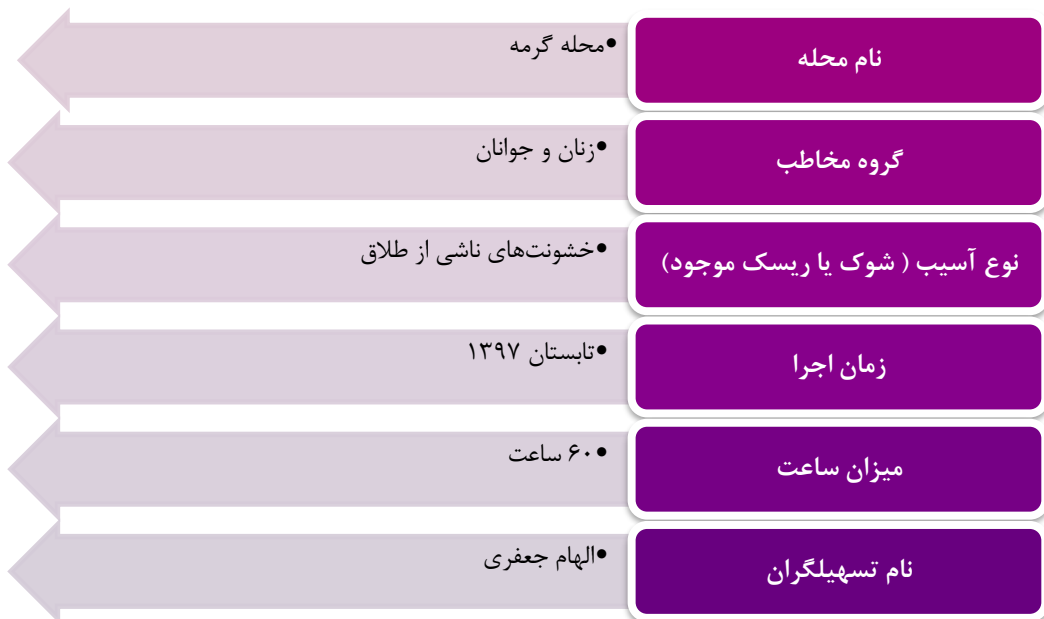 نام محله
•محله گرمه
گروه مخاطب
•زنان و جوانان
نوع آسیب ( شوک یا ریسک موجود)
•خشونت‌های ناشی از طلاق
زمان اجرا
•تابستان ۱۳۹۷
میزان ساعت
•۶۰ ساعت
نام تسهیلگران
•الهام جعفری